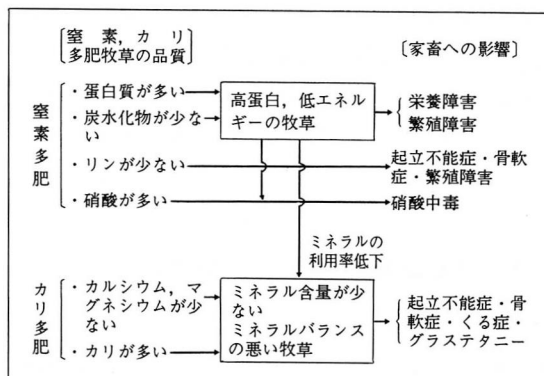 窒素，カリ
多肥牧草の品質
〔家畜への影響〕
窒素多肥
・蛋白質が多い
・炭水化物が少な
い
・リンが少ない
・硝酸が多い
高蛋白，低エネル
ギーの牧草
栄養障害
繁殖障害
起立不能症・骨軟
症・繁殖障害
硝酸中毒
ミネラルの
利用率低下
カリ多肥
・カルシウム，マ
グネシウムが少
ない
・カリが多い
ミネラル含量が少
ない
ミネラルバランス
の悪い牧草
起立不能症・骨
軟症・くる症・
グラステタニー